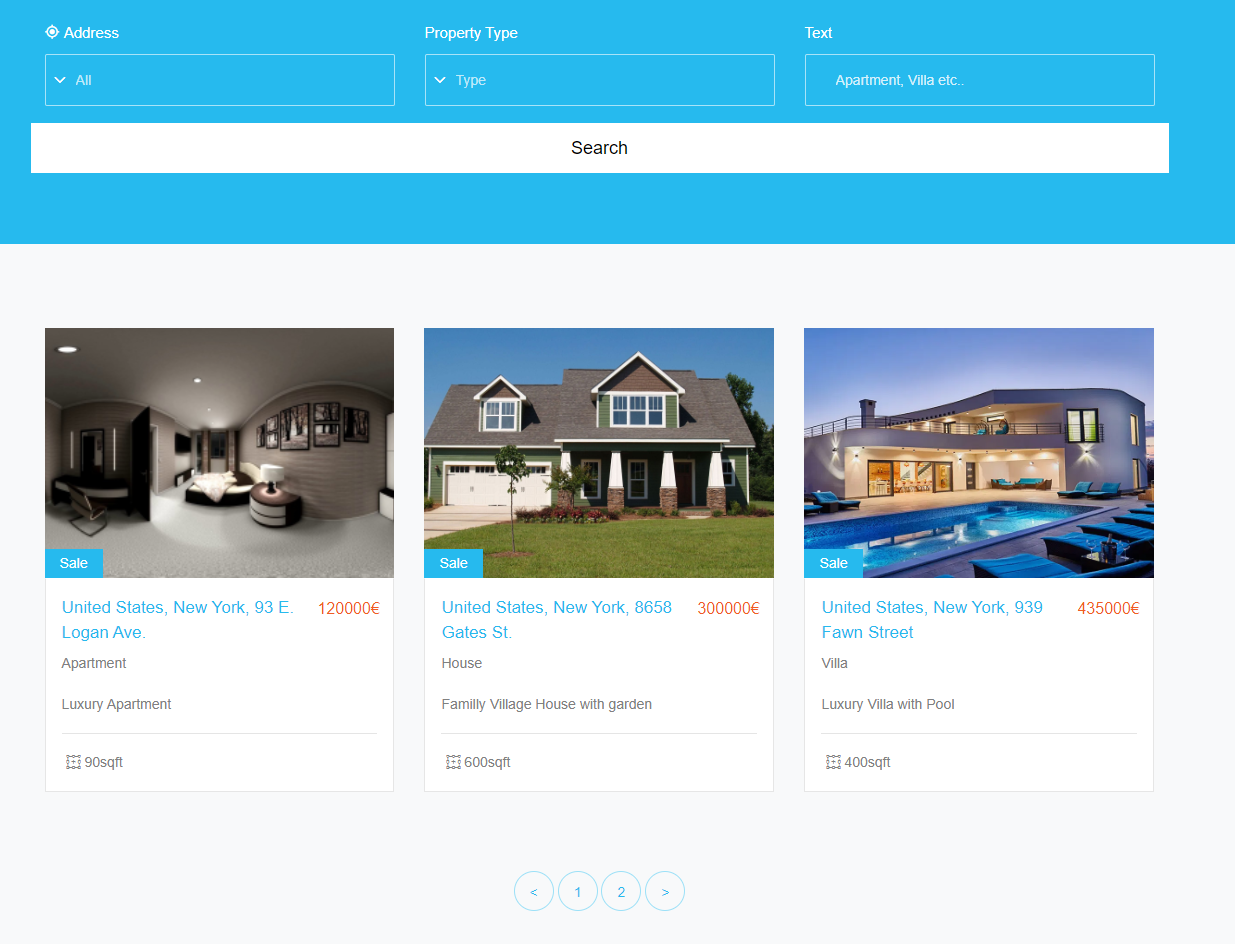 Address
Property Type
Text
All
Type
Apartment, Villa etc..
Search
Sale
Sale
Sale
United States, New York, 93 E.
Logan Ave.
120000€
Apartment
Luxury Apartment
90sqft
United States, New York, 8658
Gates St.
300000€
House
Familly Village House with garden
600sqft
United States, New York, 939
Fawn Street
435000€
Villa
Luxury Villa with Pool
400sqft
< 1 2 >